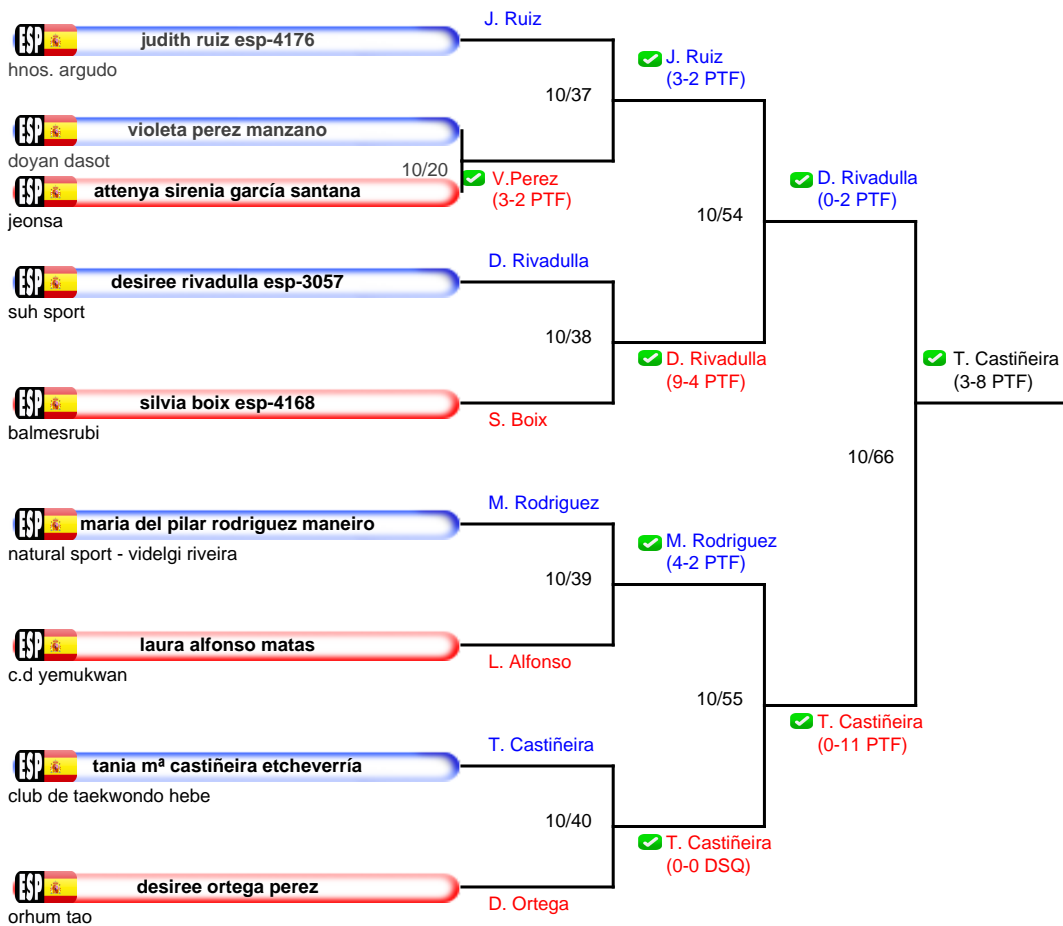 J. Ruiz
ESP judith ruiz esp-4176
hnos. argudo
J. Ruiz
(3-2 PTF)
10/37
ESP violeta perez manzano
doyan dasot
10/20
V.Perez
(3-2 PTF)
ESP attenya sirenia garcía santana
jeonsa
D. Rivadulla
(0-2 PTF)
10/54
D. Rivadulla
ESP desiree rivadulla esp-3057
suh sport
10/38
D. Rivadulla
(9-4 PTF)
T. Castiñeira
(3-8 PTF)
ESP silvia boix esp-4168
S. Boix
balmesrubi
10/66
M. Rodriguez
ESP maria del pilar rodriguez maneiro
natural sport - videlgi riveira
M. Rodriguez
(4-2 PTF)
10/39
ESP laura alfonso matas
L. Alfonso
c.d yemukwan
10/55
T. Castiñeira
(0-11 PTF)
T. Castiñeira
ESP tania mª castiñeira etcheverría
club de taekwondo hebe
10/40
T. Castiñeira
(0-0 DSQ)
ESP desiree ortega perez
D. Ortega
orhum tao